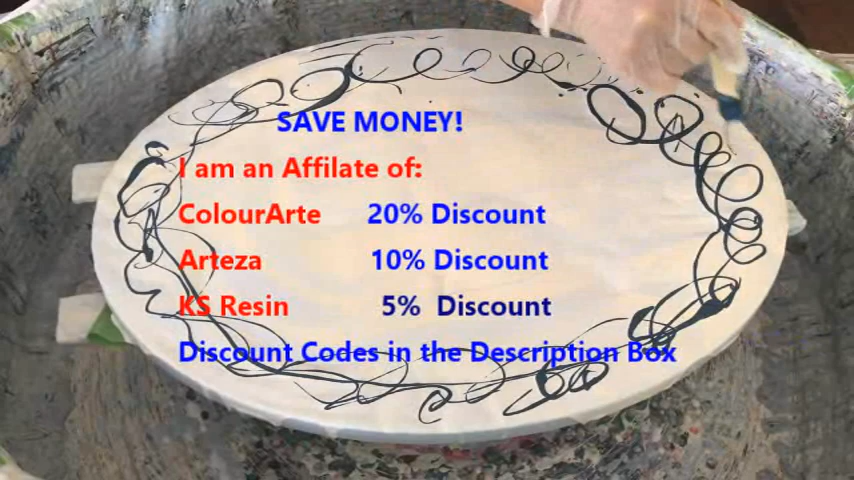 SAVE MONEY!
I am an Affilate of:
ColourArte 20% Discount
Arteza 10% Discount
KS Resin 5% Discount
Discount Codes in the Description Box